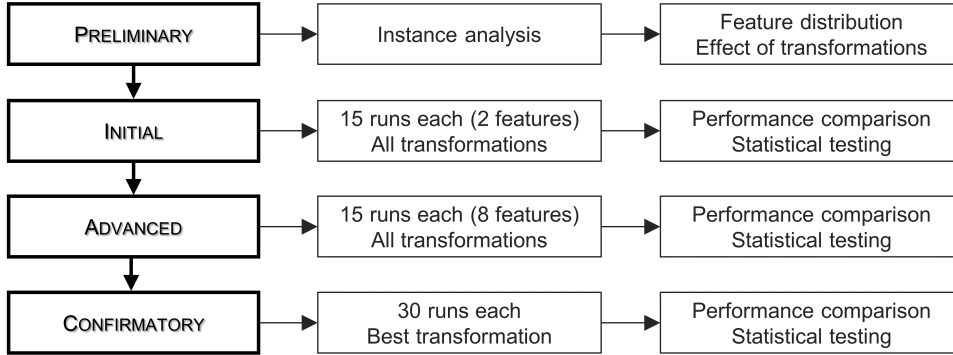 PRELIMINARY
Instance analysis
Feature distribution
Effect of transformations
INITIAL
15 runs each (2 features)
All transformations
Performance comparison
Statistical testing
ADVANCED
15 runs each (8 features)
All transformations
Performance comparison
Statistical testing
CONFIRMATORY
30 runs each
Best transformation
Performance comparison
Statistical testing